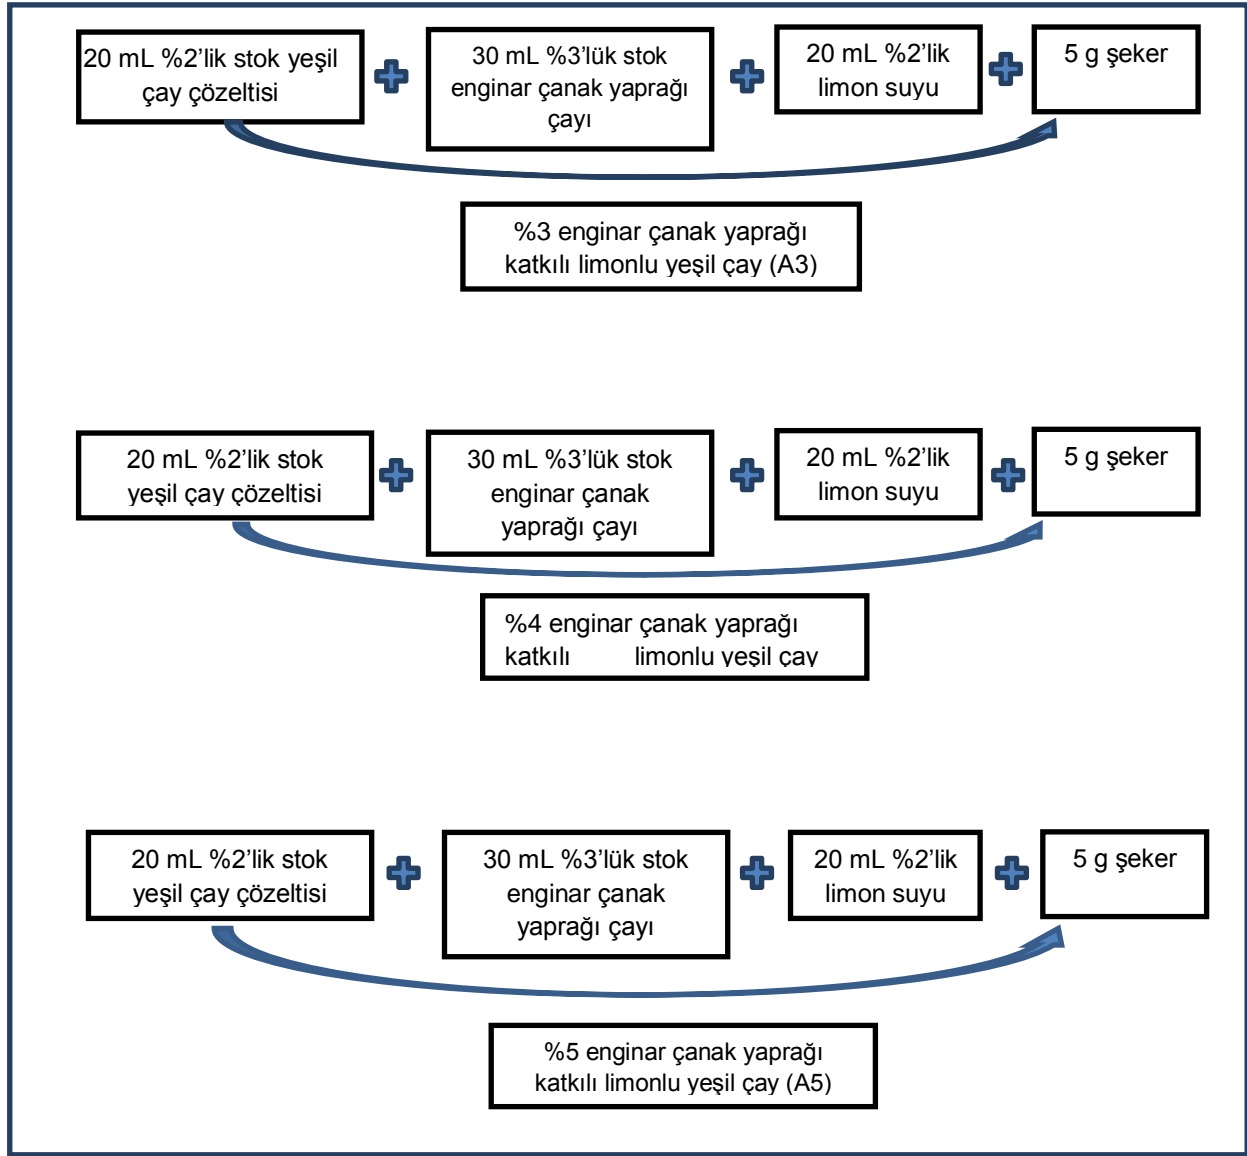 20 mL %2’lik stok yeşil
çay çözeltisi
30 mL %3’lük stok
enginar çanak yaprağı
çayı
20 mL %2’lik
limon suyu
5 g şeker
%3 enginar çanak yaprağı
katkılı limonlu yeşil çay (A3)
20 mL %2’lik stok
yeşil çay çözeltisi
30 mL %3’lük stok
enginar çanak
yaprağı çayı
20 mL %2’lik
limon suyu
5 g şeker
%4 enginar çanak yaprağı
katkılı limonlu yeşil çay
20 mL %2’lik stok
yeşil çay çözeltisi
30 mL %3’lük stok
enginar çanak
yaprağı çayı
20 mL %2’lik
limon suyu
5 g şeker
%5 enginar çanak yaprağı
katkılı limonlu yeşil çay (A5)